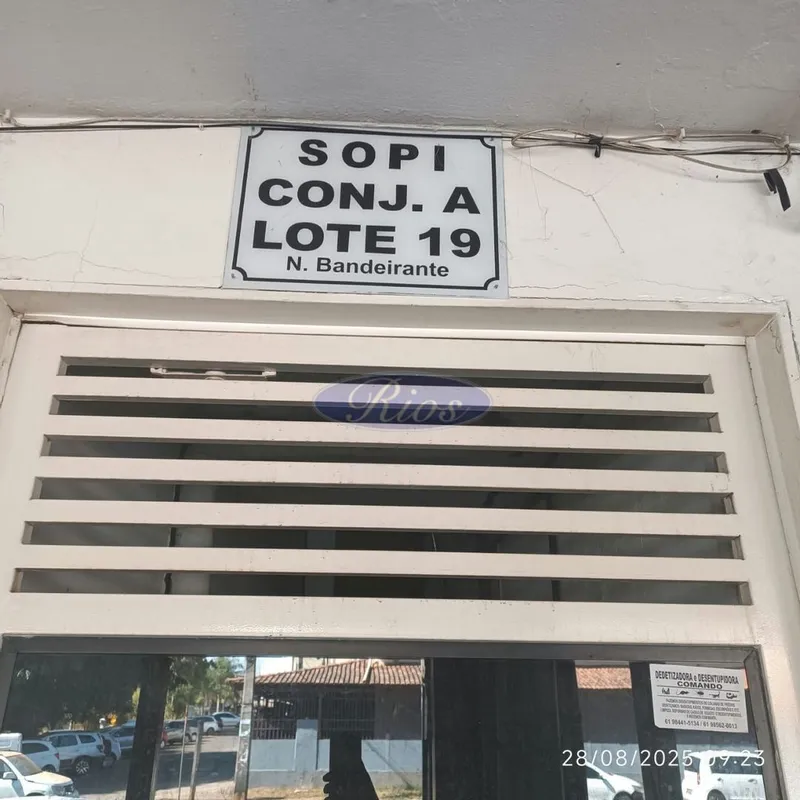 SOPI
CONJ. A
LOTE 19
N. Bandeirante
Rios
DEDETIZADORA e DESENTUPIDORA
COMANDO
28/08/2025 09:23